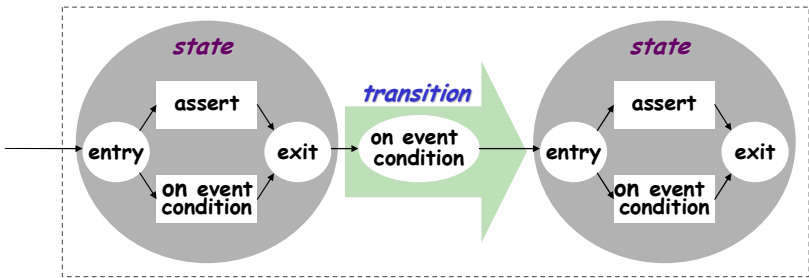 state
assert
entry
exit
on event
condition
transition
on event
condition
state
assert
entry
exit
on event
condition